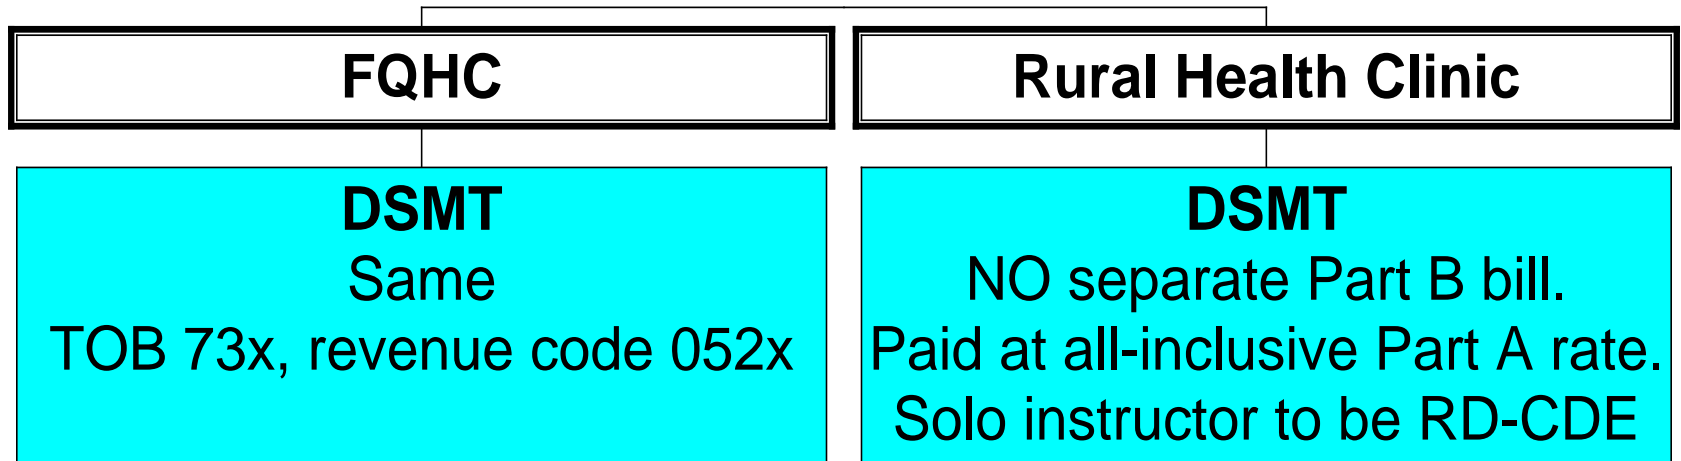 FQHC
Rural Health Clinic
DSMT
Same
TOB 73x, revenue code 052x
DSMT
NO separate Part B bill.
Paid at all-inclusive Part A rate.
Solo instructor to be RD-CDE